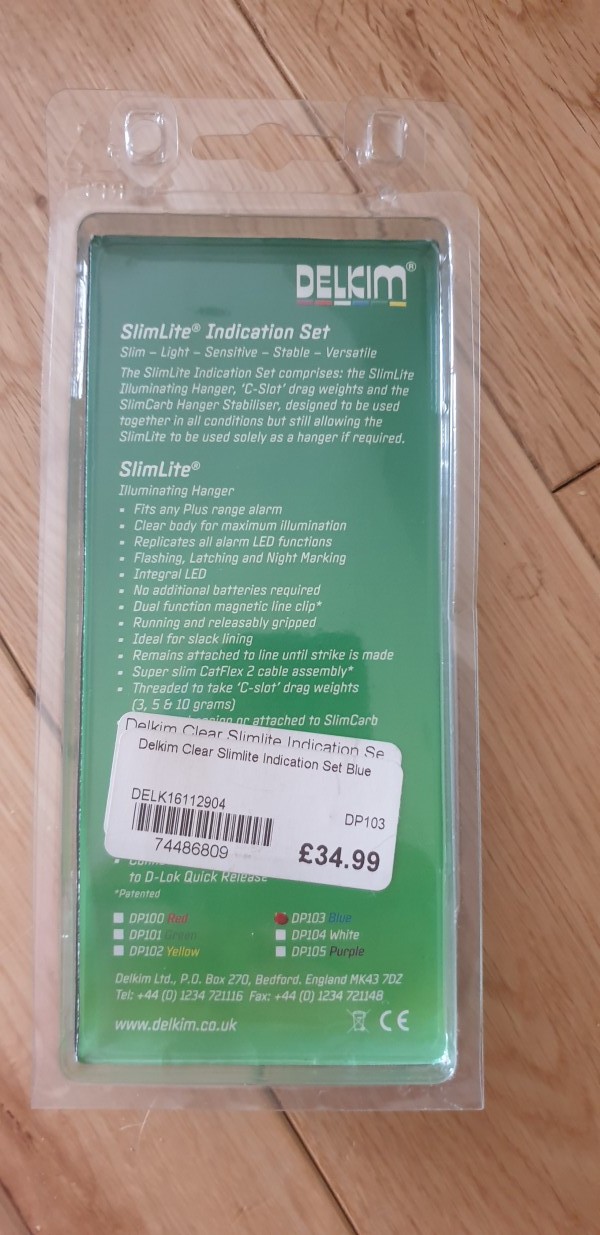 DELKIM®
SlimLite® Indication Set
Slim – Light – Sensitive – Stable – Versatile
The SlimLite Indication Set comprises: the SlimLite
Illuminating Hanger, 'C-Slot' drag weights and the
SlimCarb Hanger Stabiliser, designed to be used
together in all conditions but still allowing the
SlimLite to be used solely as a hanger if required.
SlimLite®
Illuminating Hanger
▪ Fits any Plus range alarm
▪ Clear body for maximum illumination
▪ Replicates all alarm LED functions
▪ Flashing, Latching and Night Marking
▪ Integral LED
▪ No additional batteries required
▪ Dual function magnetic line clip*
▪ Running and releasably gripped
▪ Ideal for slack lining
▪ Remains attached to line until strike is made
▪ Super slim CatFlex 2 cable assembly*
▪ Threaded to take 'C-slot' drag weights
(3, 5 & 10 grams)
or attached to SlimCarb
Delkim Clear Slimlite Indication Se
Delkim Clear Slimlite Indication Set Blue
DELK16112904
DP103
74486809
£34.99
to D-Lok Quick Release
*Patented
DP100 Red
DP103 Blue
DP101 Green
DP104 White
DP102 Yellow
DP105 Purple
Delkim Ltd., P.O. Box 270, Bedford. England MK43 7DZ
Tel: +44 (0) 1234 721116 Fax: +44 (0) 1234 721148
www.delkim.co.uk
CE